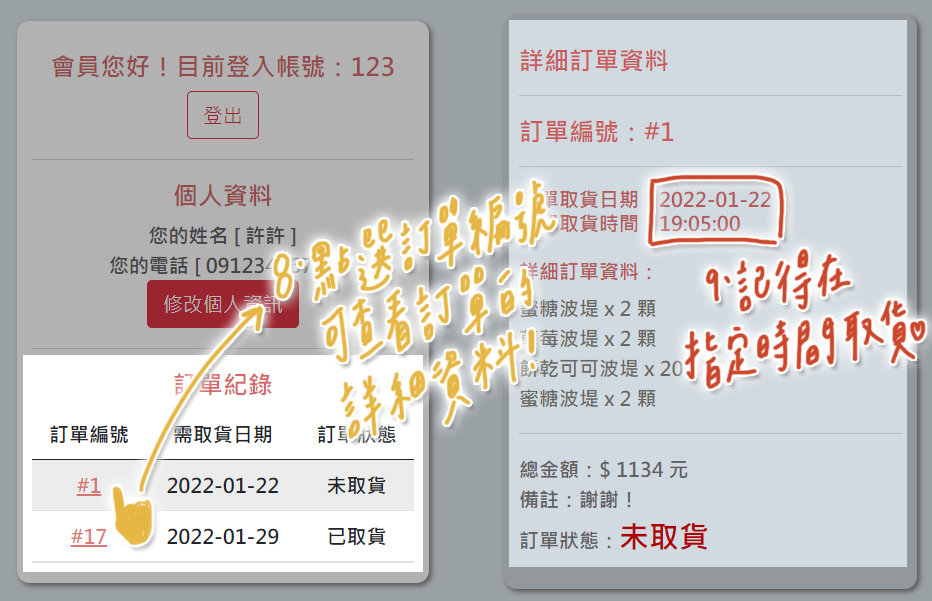 會員您好！目前登入帳號：123
登出
個人資料
您的姓名 [ 許許 ]
您的電話 [ 091234
修改個人資訊
訂單紀錄
訂單編號 需取貨日期 訂單狀態
#1 2022-01-22 未取貨
#17 2022-01-29 已取貨
8.點選訂單編號
可查看訂單的
詳細資料!
詳細訂單資料
訂單編號：#1
單取貨日期 2022-01-22
取貨時間 19:05:00
詳細訂單資料：
蜜糖波堤 x 2 顆
草莓波堤 x 2 顆
餅乾可可波堤 x 20
蜜糖波堤 x 2 顆
總金額：$ 1134 元
備註：謝謝！
訂單狀態：未取貨
9.記得在
指定時間取貨